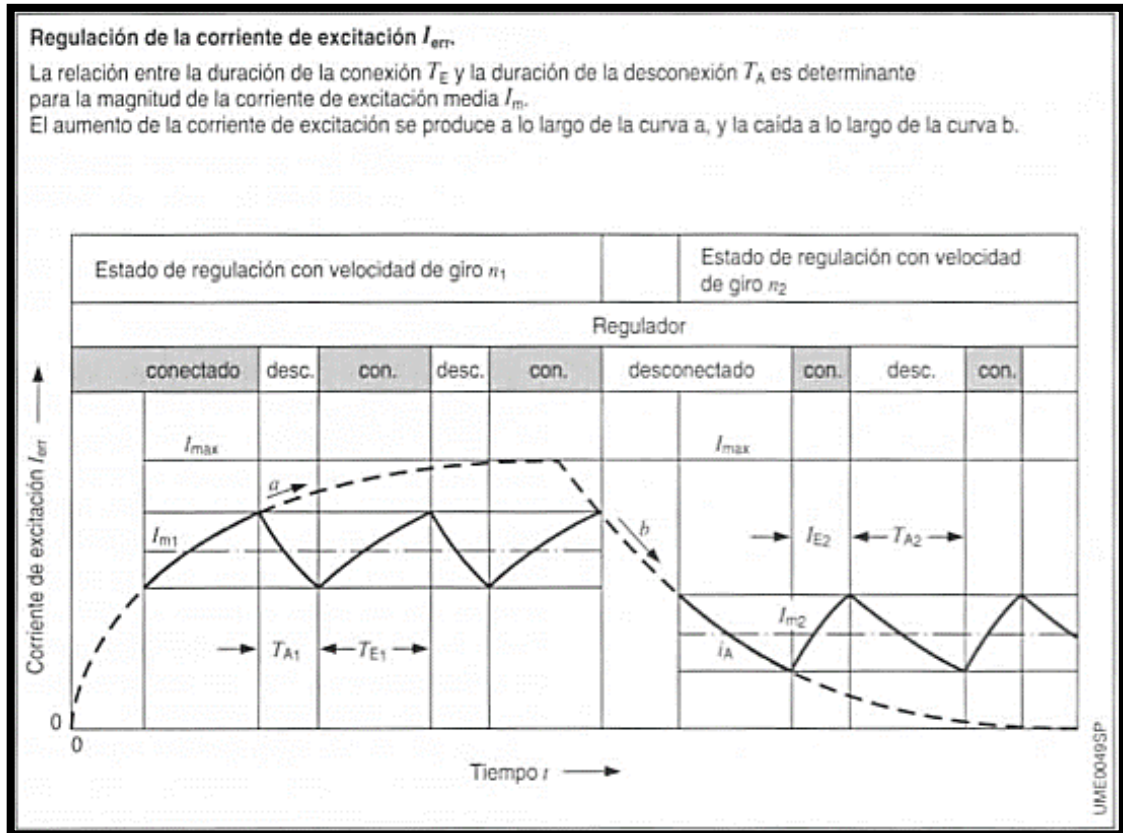 Regulación de la corriente de excitación Ierr.
La relación entre la duración de la conexión TE y la duración de la desconexión TA es determinante
para la magnitud de la corriente de excitación media Im.
El aumento de la corriente de excitación se produce a lo largo de la curva a, y la caída a lo largo de la curva b.
Estado de regulación con velocidad de giro n1
Estado de regulación con velocidad
de giro n2
Regulador
conectado desc. con. desc. con. desconectado con. desc. con.
Corriente de excitación Ierr
Imax
Imax
a
b
Im1
IE2
TA2
Im2
iA
TA1
TE1
0
0
Tiempo t
UME0049SP